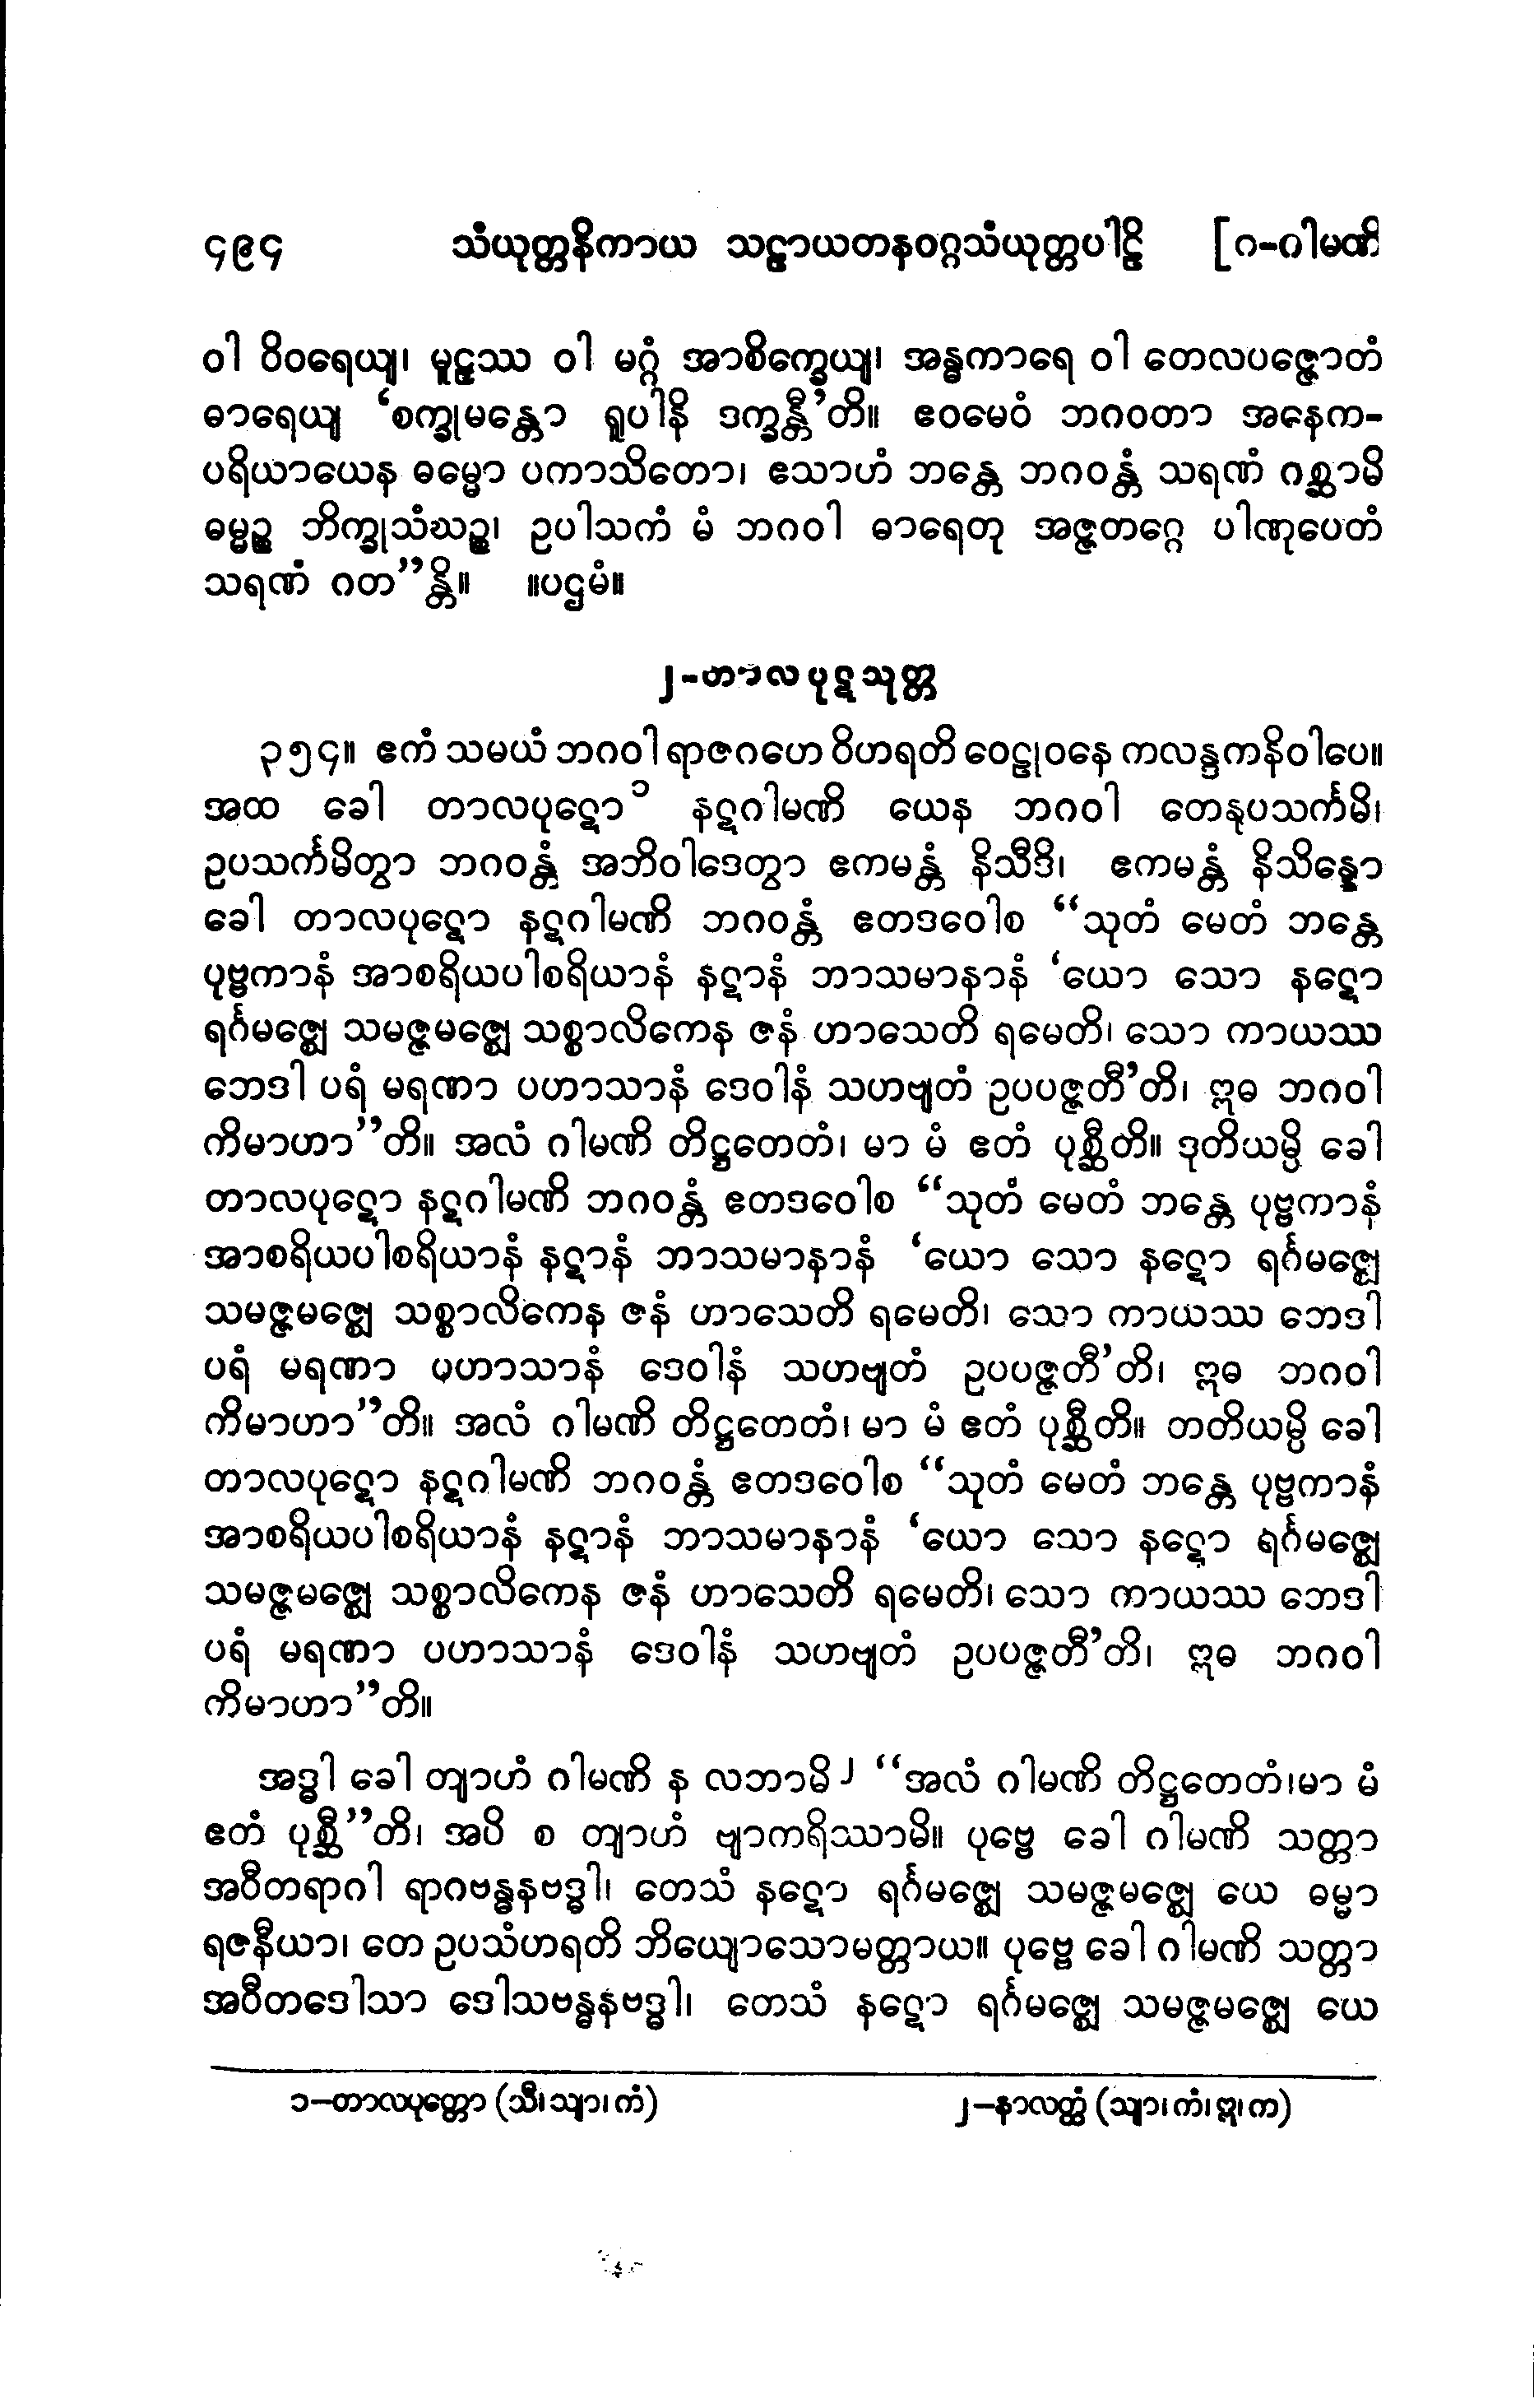 ၄၉၄ သံယုတ္တနိကာယ သဠာယတနဝဂ္ဂသံယုတ္တပါဠိ [ဂ-ဂါမဏိ
ဝါ ဝိဝရေယျ၊ မူဠှဿ ဝါ မဂ္ဂံ အာစိက္ခေယျ၊ အန္ဓကာရေ ဝါ တေလပဇ္ဇောတံ
ဓာရေယျ ‘စက္ခုမန္တော ရူပါနိ ဒက္ခန္တီ’တိ။ ဧဝမေဝံ ဘဂဝတာ အနေက-
ပရိယာယေန ဓမ္မော ပကာသိတော၊ ဧသာဟံ ဘန္တေ ဘဂဝန္တံ သရဏံ ဂစ္ဆာမိ
ဓမ္မဉ္စ ဘိက္ခုသံဃဉ္စ၊ ဥပါသကံ မံ ဘဂဝါ ဓာရေတု အဇ္ဇတဂ္ဂေ ပါဏုပေတံ
သရဏံ ဂတ”န္တိ။ ။ပဌမံ။
၂-တာလပုဋသုတ္တ
၃၅၄။ ဧကံ သမယံ ဘဂဝါ ရာဇဂဟေ ဝိဟရတိ ဝေဠုဝနေ ကလန္ဒကနိဝါပေ။
အထ ခေါ တာလပုဋော၁ နဋဂါမဏိ ယေန ဘဂဝါ တေနုပသင်္ကမိ၊
ဥပသင်္ကမိတွာ ဘဂဝန္တံ အဘိဝါဒေတွာ ဧကမန္တံ နိသီဒိ၊ ဧကမန္တံ နိသိန္နော
ခေါ တာလပုဋော နဋဂါမဏိ ဘဂဝန္တံ ဧတဒဝေါစ “သုတံ မေတံ ဘန္တေ
ပုဗ္ဗကာနံ အာစရိယပါစရိယာနံ နဋာနံ ဘာသမာနာနံ ‘ယော သော နဋော
ရင်္ဂမဇ္ဈေ သမဇ္ဇမဇ္ဈေ သစ္စာလိကေန ဇနံ ဟာသေတိ ရမေတိ၊ သော ကာယဿ
ဘေဒါ ပရံ မရဏာ ပဟာသာနံ ဒေဝါနံ သဟဗျတံ ဥပပဇ္ဇတီ’တိ၊ ဣဓ ဘဂဝါ
ကိမာဟာ”တိ။ အလံ ဂါမဏိ တိဋ္ဌတေတံ၊ မာ မံ ဧတံ ပုစ္ဆီတိ။ ဒုတိယမ္ပိ ခေါ
တာလပုဋော နဋဂါမဏိ ဘဂဝန္တံ ဧတဒဝေါစ “သုတံ မေတံ ဘန္တေ ပုဗ္ဗကာနံ
အာစရိယပါစရိယာနံ နဋာနံ ဘာသမာနာနံ ‘ယော သော နဋော ရင်္ဂမဇ္ဈေ
သမဇ္ဇမဇ္ဈေ သစ္စာလိကေန ဇနံ ဟာသေတိ ရမေတိ၊ သော ကာယဿ ဘေဒါ
ပရံ မရဏာ ပဟာသာနံ ဒေဝါနံ သဟဗျတံ ဥပပဇ္ဇတီ’တိ၊ ဣဓ ဘဂဝါ
ကိမာဟာ”တိ။ အလံ ဂါမဏိ တိဋ္ဌတေတံ၊ မာ မံ ဧတံ ပုစ္ဆီတိ။ တတိယမ္ပိ ခေါ
တာလပုဋော နဋဂါမဏိ ဘဂဝန္တံ ဧတဒဝေါစ “သုတံ မေတံ ဘန္တေ ပုဗ္ဗကာနံ
အာစရိယပါစရိယာနံ နဋာနံ ဘာသမာနာနံ ‘ယော သော နဋော ရင်္ဂမဇ္ဈေ
သမဇ္ဇမဇ္ဈေ သစ္စာလိကေန ဇနံ ဟာသေတိ ရမေတိ၊ သော ကာယဿ ဘေဒါ
ပရံ မရဏာ ပဟာသာနံ ဒေဝါနံ သဟဗျတံ ဥပပဇ္ဇတီ’တိ၊ ဣဓ ဘဂဝါ
ကိမာဟာ”တိ။
အဒ္ဓါ ခေါ တျာဟံ ဂါမဏိ န လဘာမိ၂ “အလံ ဂါမဏိ တိဋ္ဌတေတံ၊မာ မံ
ဧတံ ပုစ္ဆီ”တိ၊ အပိ စ တျာဟံ ဗျာကရိဿာမိ။ ပုဗ္ဗေ ခေါ ဂါမဏိ သတ္တာ
အဝီတရာဂါ ရာဂဗန္ဓနဗဒ္ဓါ၊ တေသံ နဋော ရင်္ဂမဇ္ဈေ သမဇ္ဇမဇ္ဈေ ယေ ဓမ္မာ
ရဇနီယာ၊ တေ ဥပသံဟရတိ ဘိယျောသောမတ္တာယ။ ပုဗ္ဗေ ခေါ ဂါမဏိ သတ္တာ
အဝီတဒေါသာ ဒေါသဗန္ဓနဗဒ္ဓါ၊ တေသံ နဋော ရင်္ဂမဇ္ဈေ သမဇ္ဇမဇ္ဈေ ယေ
၁-တာလပုတ္တော (သီ၊ သျာ၊ ကံ) ၂-နာလတ္ထံ (သျာ၊ ကံ၊ ဣ၊ က)